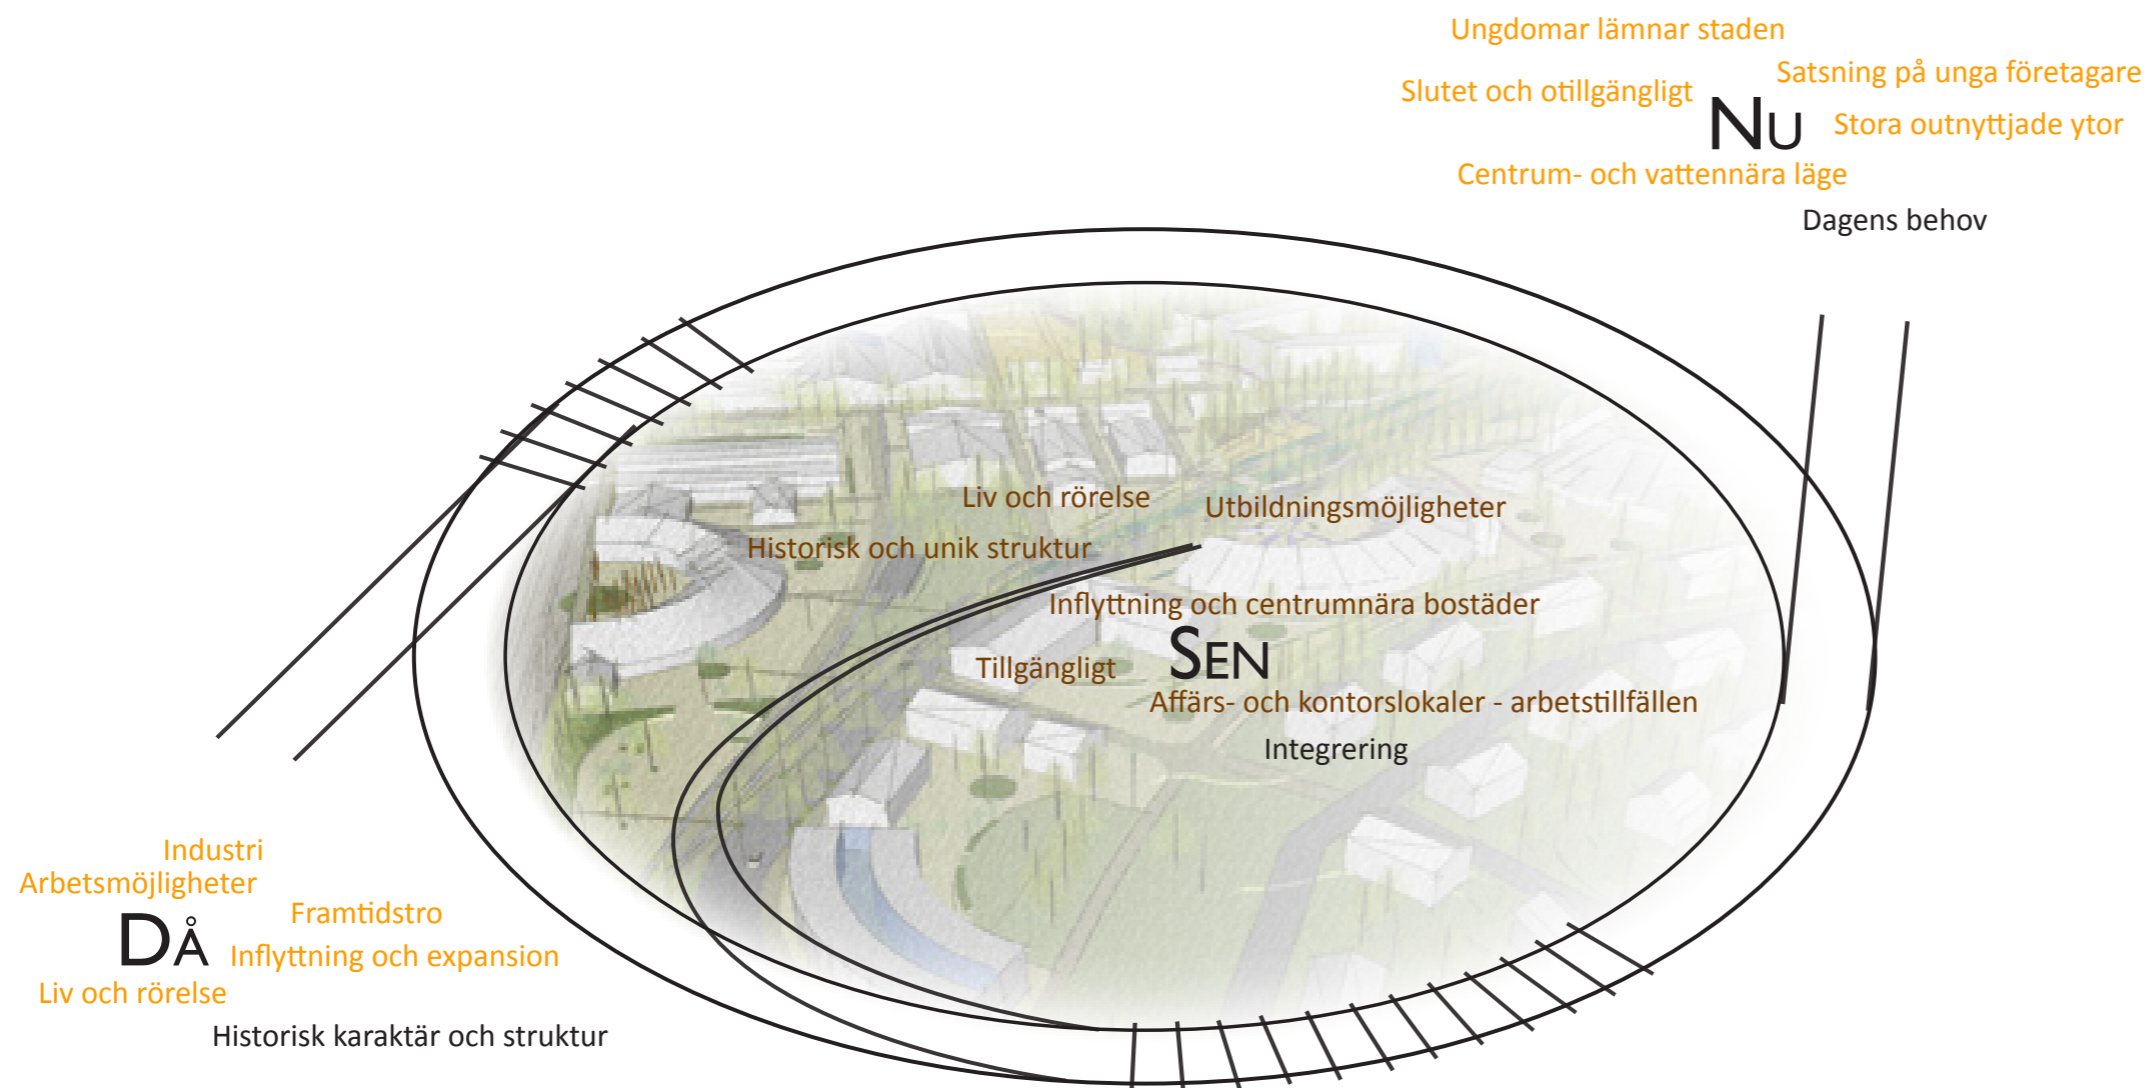 Ungdomar lämnar staden
Satsning på unga företagare
Slutet och otillgängligt
NU
Stora outnyttjade ytor
Centrum- och vattennära läge
Dagens behov
Liv och rörelse
Utbildningsmöjligheter
Historisk och unik struktur
Inflyttning och centrumnära bostäder
SEN
Tillgängligt
Affärs- och kontorslokaler - arbetstillfällen
Integrering
Industri
Arbetsmöjligheter
Framtidstro
DÅ
Inflyttning och expansion
Liv och rörelse
Historisk karaktär och struktur